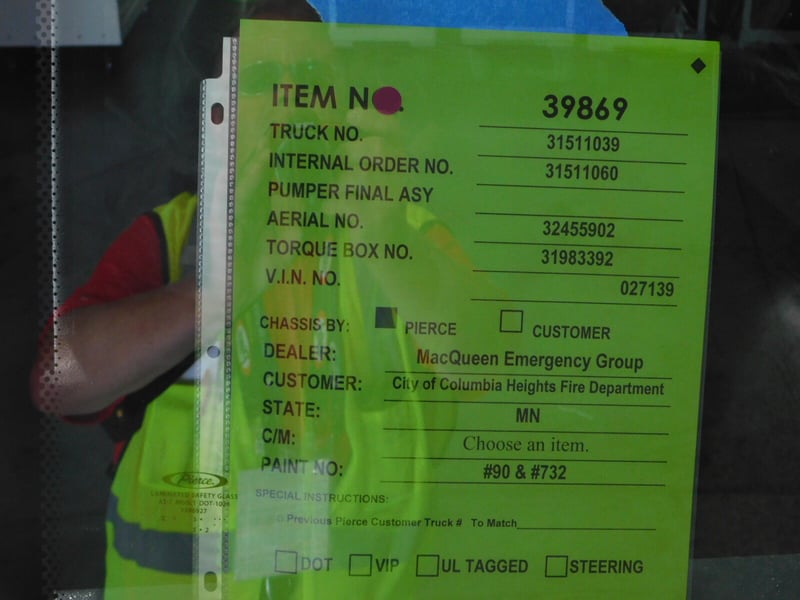 ITEM NO. 39869
TRUCK NO. 31511039
INTERNAL ORDER NO. 31511060
PUMPER FINAL ASY
AERIAL NO. 32455902
TORQUE BOX NO. 31983392
V.I.N. NO. 027139
CHASSIS BY: PIERCE CUSTOMER
DEALER: MacQueen Emergency Group
CUSTOMER: City of Columbia Heights Fire Department
STATE: MN
C/M: Choose an item.
PAINT NO: #90 & #732
Pierce.
LAMINATED SAFETY GLASS
SPECIAL INSTRUCTIONS:
Previous Pierce Customer Truck # To Match
DOT VIP UL TAGGED STEERING